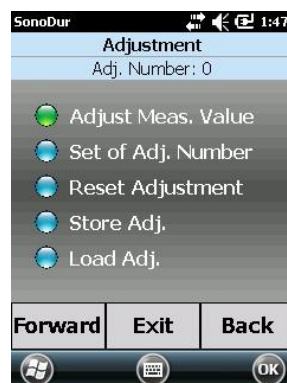 SonoDur 1:47
Adjustment
Adj. Number: 0
Adjust Meas. Value
Set of Adj. Number
Reset Adjustment
Store Adj.
Load Adj.
Forward Exit Back
OK